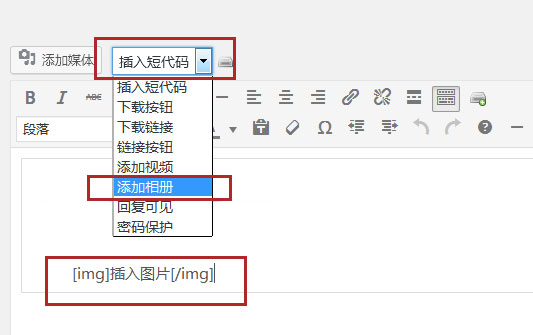 添加媒体
插入短代码
插入短代码
下载按钮
下载链接
链接按钮
添加视频
添加相册
回复可见
密码保护
B I ABC
段落 A Ω ?
[img]插入图片[/img]